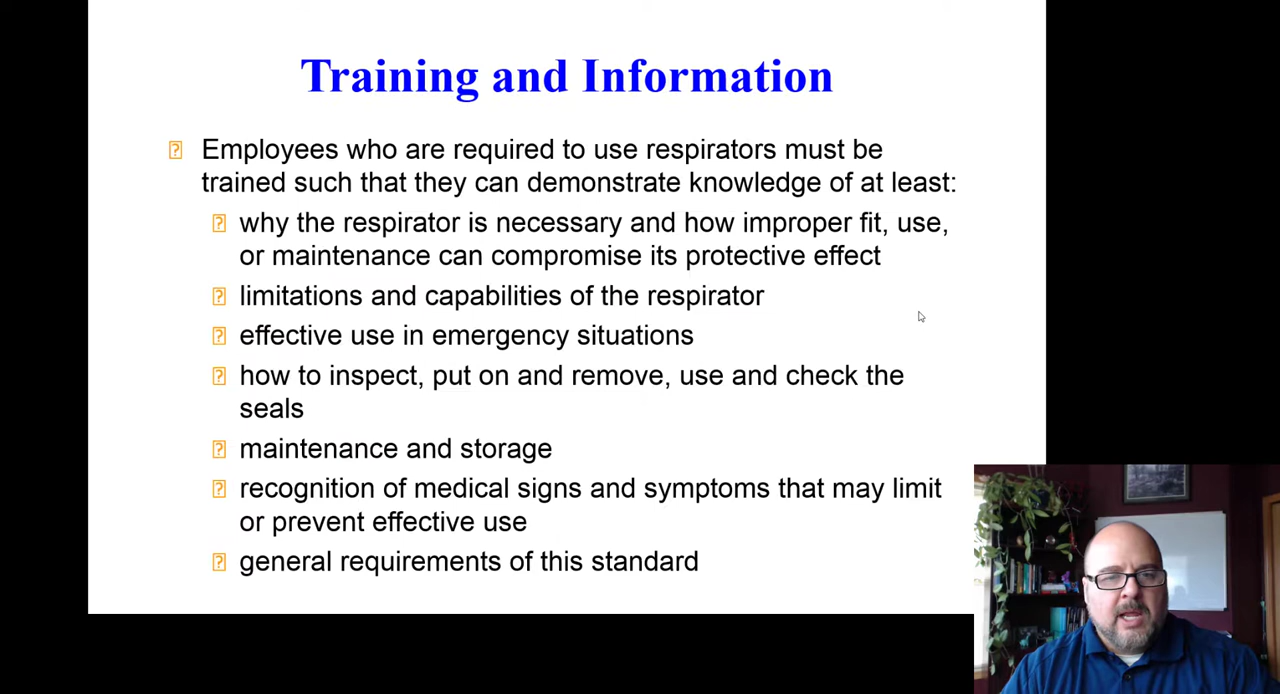 Training and Information
Employees who are required to use respirators must be
trained such that they can demonstrate knowledge of at least:
why the respirator is necessary and how improper fit, use,
or maintenance can compromise its protective effect
limitations and capabilities of the respirator
effective use in emergency situations
how to inspect, put on and remove, use and check the
seals
maintenance and storage
recognition of medical signs and symptoms that may limit
or prevent effective use
general requirements of this standard